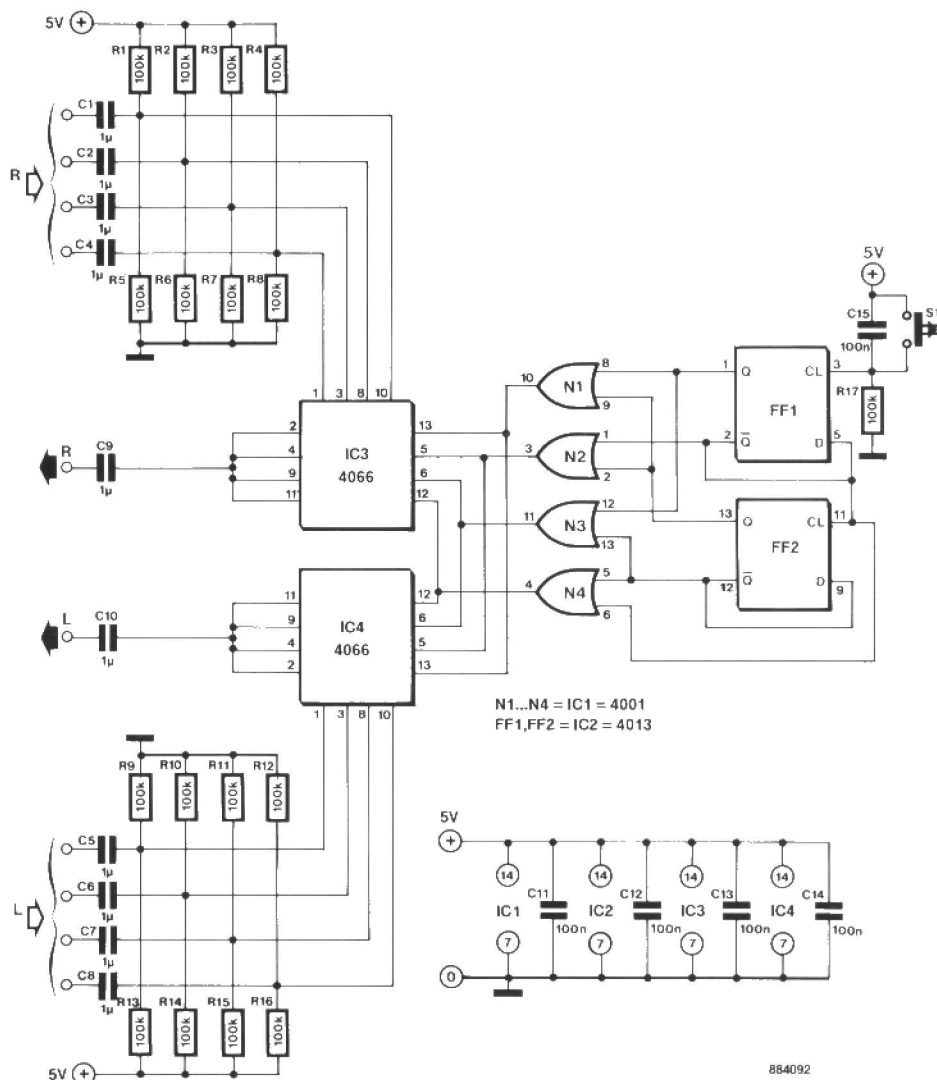 5V +
R1 R2 R3 R4
100k 100k 100k 100k
C1
1µ
C2
1µ
R
C3
1µ
C4
1µ
R5 R6 R7 R8
100k 100k 100k 100k
1 3 8 10
2 13
4 IC3 5
9 4066 6
11 12
R C9
1µ
L C10
1µ
11 12
9 IC4 6
4 4066 5
2 13
1 3 8 10
10 N1 8
9
3 N2 1
2
11 N3 12
13
4 N4 5
6
5V
+
C15 S1
100n
1 Q CL 3
FF1
2 Q̅ D 5
R17
100k
13 Q CL 11
FF2
12 Q̅ D 9
N1...N4 = IC1 = 4001
FF1,FF2 = IC2 = 4013
R9 R10 R11 R12
100k 100k 100k 100k
C5
1µ
C6
1µ
L
C7
1µ
C8
1µ
R13 R14 R15 R16
100k 100k 100k 100k
5V +
5V
+
14 14 14 14
IC1 C11 IC2 C12 IC3 C13 IC4 C14
100n 100n 100n 100n
7 7 7 7
0
884092